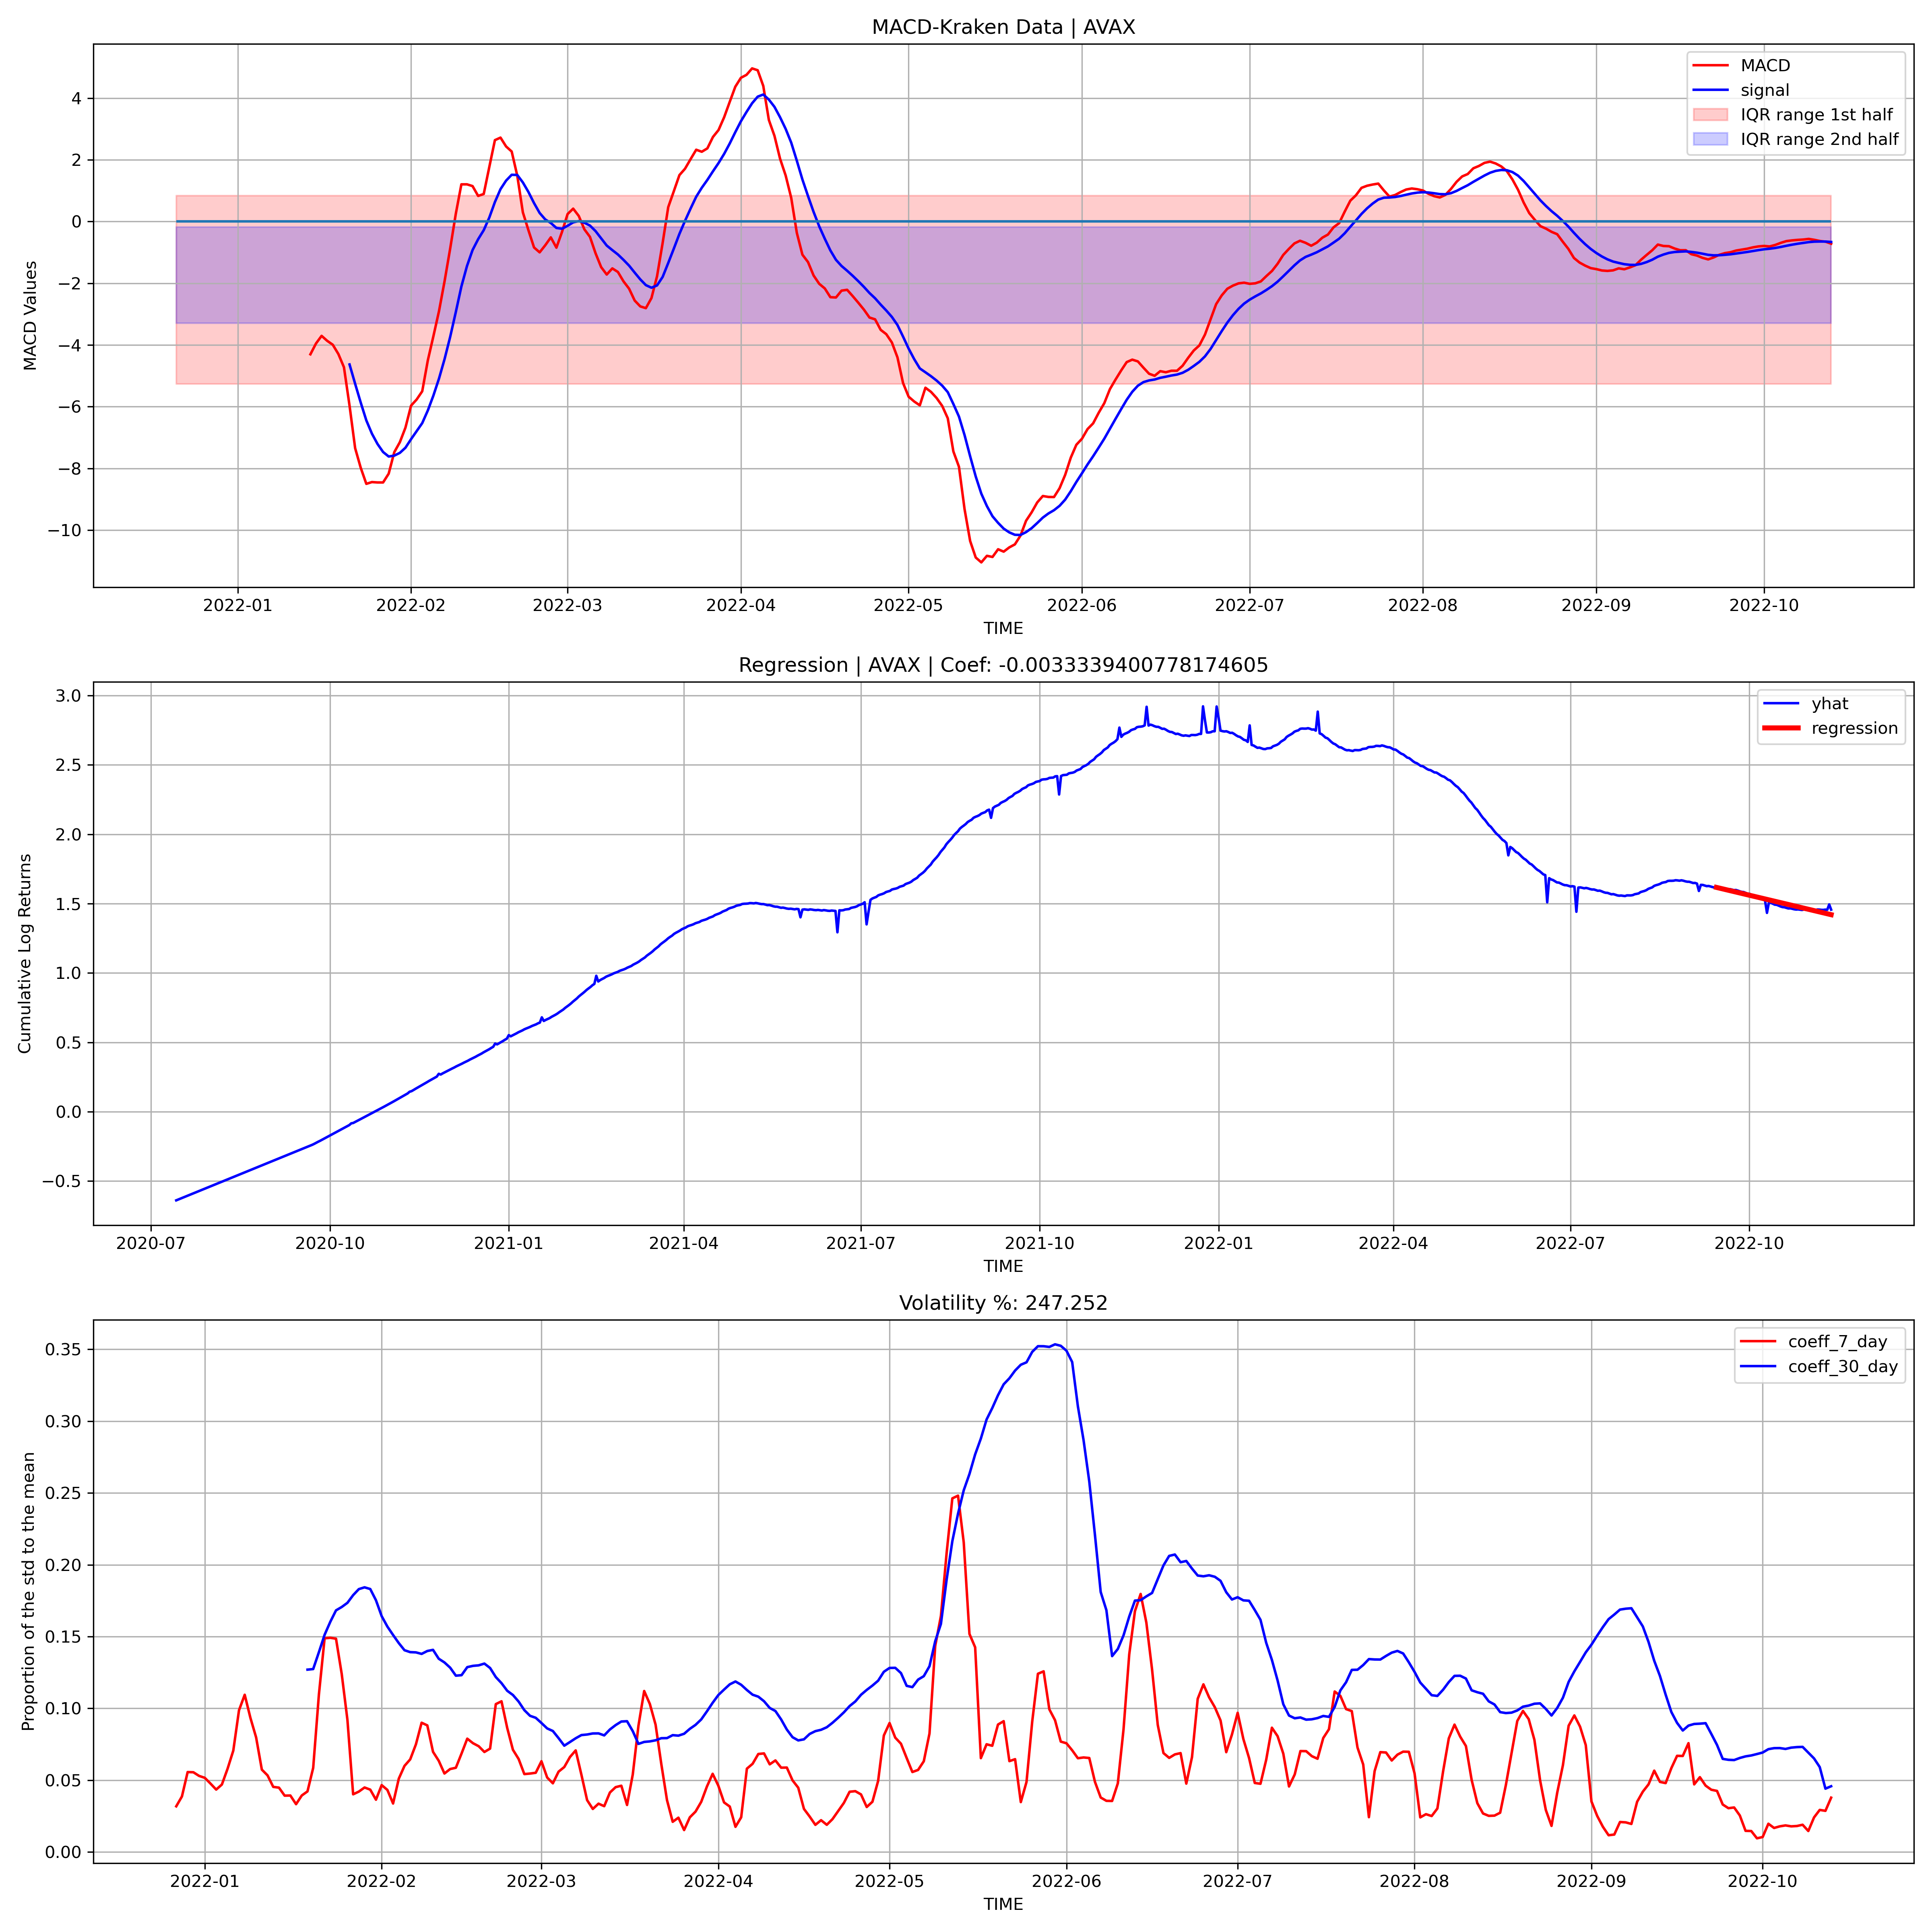 MACD-Kraken Data | AVAX
MACD
signal
IQR range 1st half
IQR range 2nd half
MACD Values
4
2
0
−2
−4
−6
−8
−10
2022-01 2022-02 2022-03 2022-04 2022-05 2022-06 2022-07 2022-08 2022-09 2022-10
TIME
Regression | AVAX | Coef: -0.0033339400778174605
yhat
regression
Cumulative Log Returns
3.0
2.5
2.0
1.5
1.0
0.5
0.0
−0.5
2020-07 2020-10 2021-01 2021-04 2021-07 2021-10 2022-01 2022-04 2022-07 2022-10
TIME
Volatility %: 247.252
coeff_7_day
coeff_30_day
Proportion of the std to the mean
0.35
0.30
0.25
0.20
0.15
0.10
0.05
0.00
2022-01 2022-02 2022-03 2022-04 2022-05 2022-06 2022-07 2022-08 2022-09 2022-10
TIME